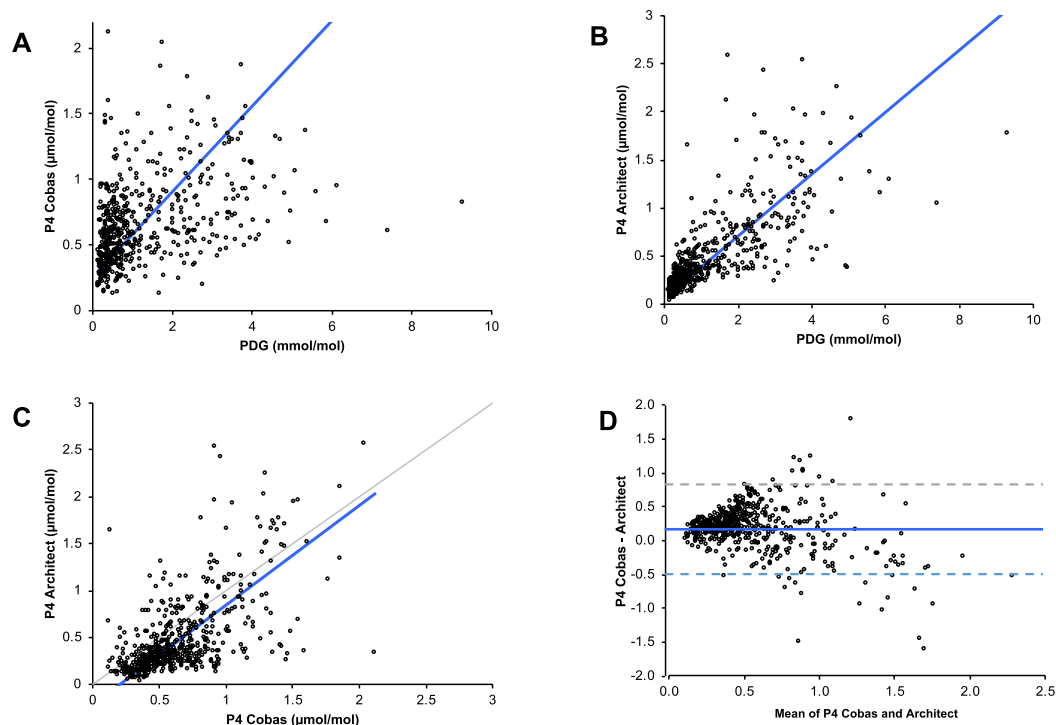 A
P4 Cobas (µmol/mol)
2
1.5
1
0.5
0
0 2 4 6 8 10
PDG (mmol/mol)
B
P4 Architect (µmol/mol)
3
2.5
2
1.5
1
0.5
0
0 2 4 6 8 10
PDG (mmol/mol)
C
P4 Architect (µmol/mol)
3
2.5
2
1.5
1
0.5
0
0 0.5 1 1.5 2 2.5 3
P4 Cobas (µmol/mol)
D
P4 Cobas - Architect
2.0
1.5
1.0
0.5
0.0
-0.5
-1.0
-1.5
-2.0
0.0 0.5 1.0 1.5 2.0 2.5
Mean of P4 Cobas and Architect